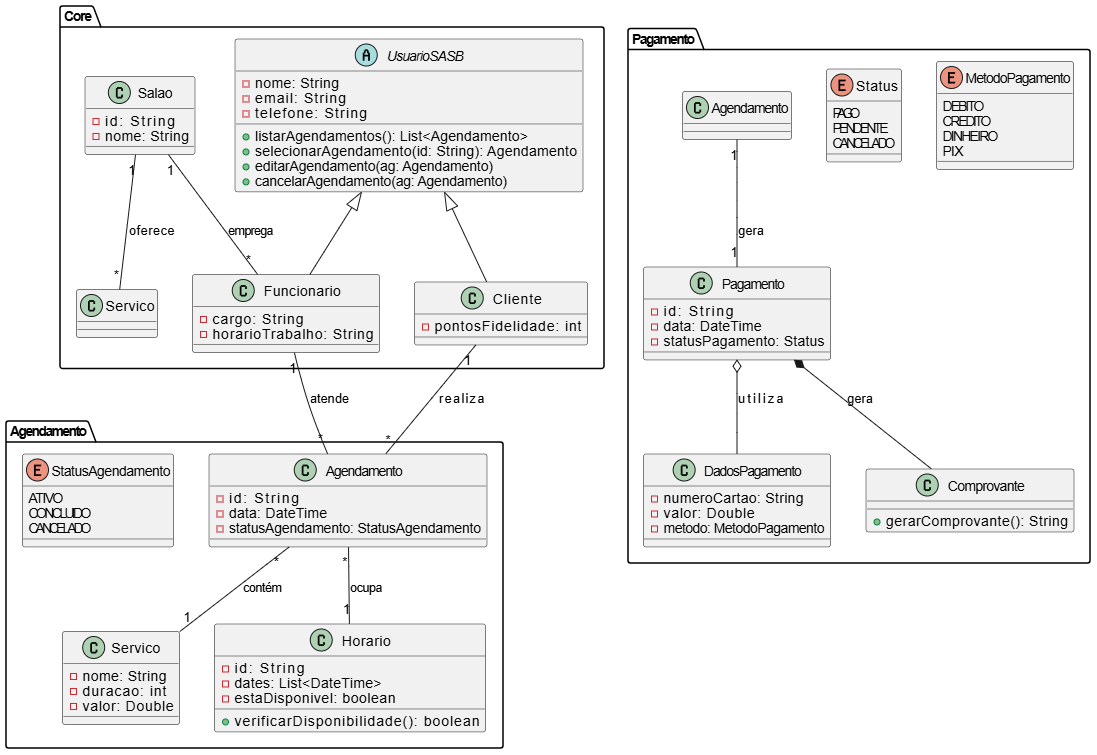 Core
A UsuarioSASB
nome: String
email: String
telefone: String
listarAgendamentos(): List<Agendamento>
selecionarAgendamento(id: String): Agendamento
editarAgendamento(ag: Agendamento)
cancelarAgendamento(ag: Agendamento)
C Salao
id: String
nome: String
1
1
oferece
emprega
*
*
C Servico
C Funcionario
cargo: String
horarioTrabalho: String
C Cliente
pontosFidelidade: int
1
1
atende
realiza
*
*
Agendamento
E StatusAgendamento
ATIVO
CONCLUIDO
CANCELADO
C Agendamento
id: String
data: DateTime
statusAgendamento: StatusAgendamento
*
*
contém
ocupa
1
1
C Servico
nome: String
duracao: int
valor: Double
C Horario
id: String
dates: List<DateTime>
estaDisponivel: boolean
verificarDisponibilidade(): boolean
Pagamento
C Agendamento
E Status
PAGO
PENDENTE
CANCELADO
E MetodoPagamento
DEBITO
CREDITO
DINHEIRO
PIX
1
gera
1
C Pagamento
id: String
data: DateTime
statusPagamento: Status
utiliza
gera
C DadosPagamento
numeroCartao: String
valor: Double
metodo: MetodoPagamento
C Comprovante
gerarComprovante(): String